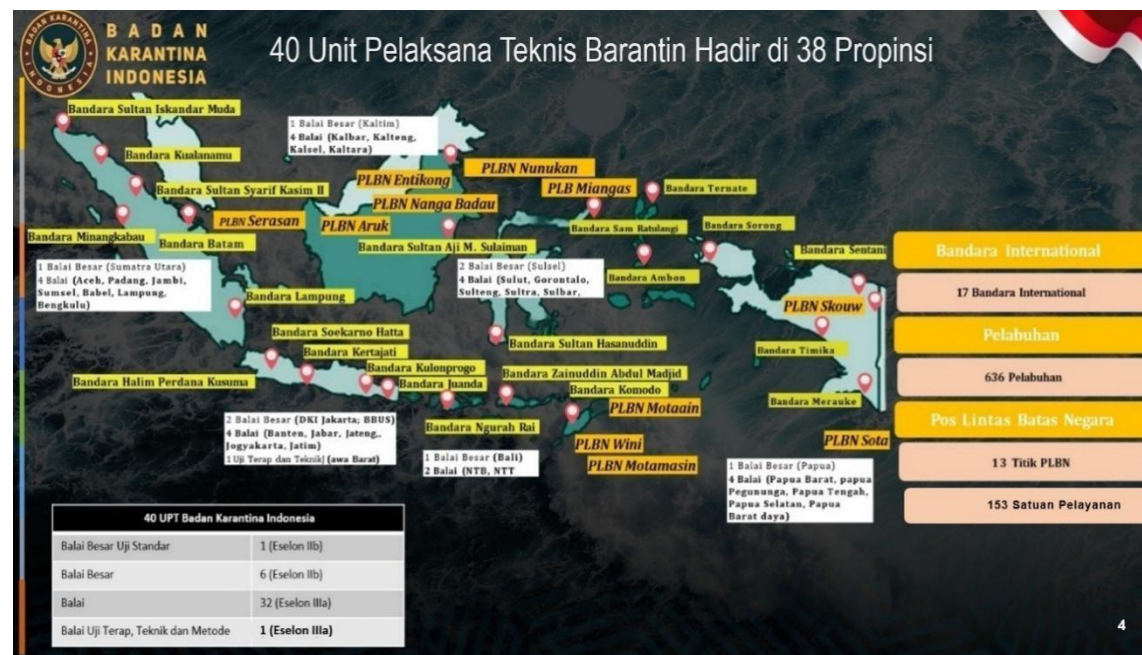 BADAN
KARANTINA
INDONESIA
BADAN KARANTINA
INDONESIA
40 Unit Pelaksana Teknis Barantin Hadir di 38 Propinsi
Bandara Sultan Iskandar Muda
Bandara Kualanamu
Bandara Sultan Syarif Kasim II
PLBN Serasan
Bandara Minangkabau
Bandara Batam
1 Balai Besar (Sumatra Utara)
4 Balai (Aceh, Padang, Jambi,
Sumsel, Babel, Lampung,
Bengkulu)
Bandara Lampung
1 Balai Besar (Kaltim)
4 Balai (Kalbar, Kalteng,
Kalsel, Kaltara)
PLBN Entikong
PLBN Nunukan
PLBN Nanga Badau
PLBN Aruk
Bandara Sultan Aji M. Sulaiman
PLB Miangas
Bandara Ternate
Bandara Sam Ratulangi
Bandara Sorong
Bandara Sentani
2 Balai Besar (Sulsel)
4 Balai (Sulut, Gorontalo,
Sulteng, Sultra, Sulbar,
Bandara Ambon
PLBN Skouw
Bandara Sultan Hasanuddin
Bandara Timika
Bandara Merauke
PLBN Sota
Bandara Soekarno Hatta
Bandara Kertajati
Bandara Kulonprogo
Bandara Halim Perdana Kusuma
Bandara Juanda
Bandara Zainuddin Abdul Madjid
Bandara Komodo
PLBN Motaain
Bandara Ngurah Rai
PLBN Wini
PLBN Motamasin
2 Balai Besar (DKI Jakarta; BBUS)
4 Balai (Banten, Jabar, Jateng,,
Jogyakarta, Jatim)
1 Uji Terap dan Teknik[ (awa Barat)
1 Balai Besar (Bali)
2 Balai (NTB, NTT
1 Balai Besar (Papua)
4 Balai (Papua Barat, papua
Pegununga, Papua Tengah,
Papua Selatan, Papua
Barat daya)
Bandara International
17 Bandara International
Pelabuhan
636 Pelabuhan
Pos Lintas Batas Negara
13 Titik PLBN
153 Satuan Pelayanan
40 UPT Badan Karantina Indonesia
Balai Besar Uji Standar 1 (Eselon IIb)
Balai Besar 6 (Eselon IIb)
Balai 32 (Eselon IIIa)
Balai Uji Terap, Teknik dan Metode 1 (Eselon IIIa)
4